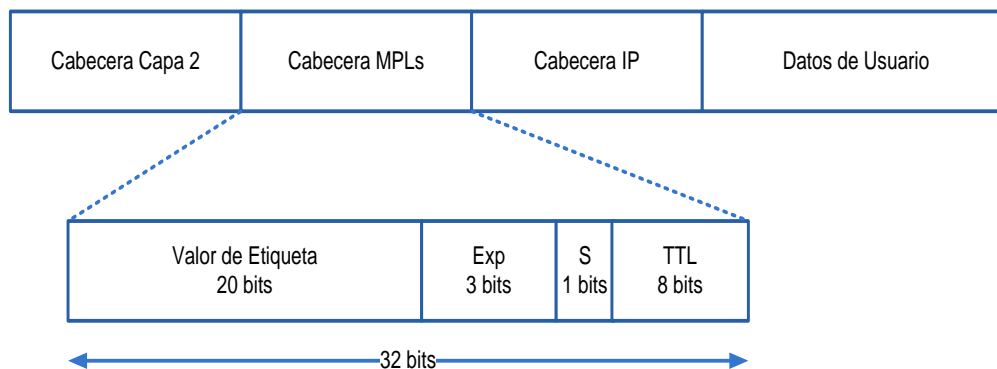 Cabecera Capa 2
Cabecera MPLs
Cabecera IP
Datos de Usuario
Valor de Etiqueta
20 bits
Exp
3 bits
S
1 bits
TTL
8 bits
32 bits